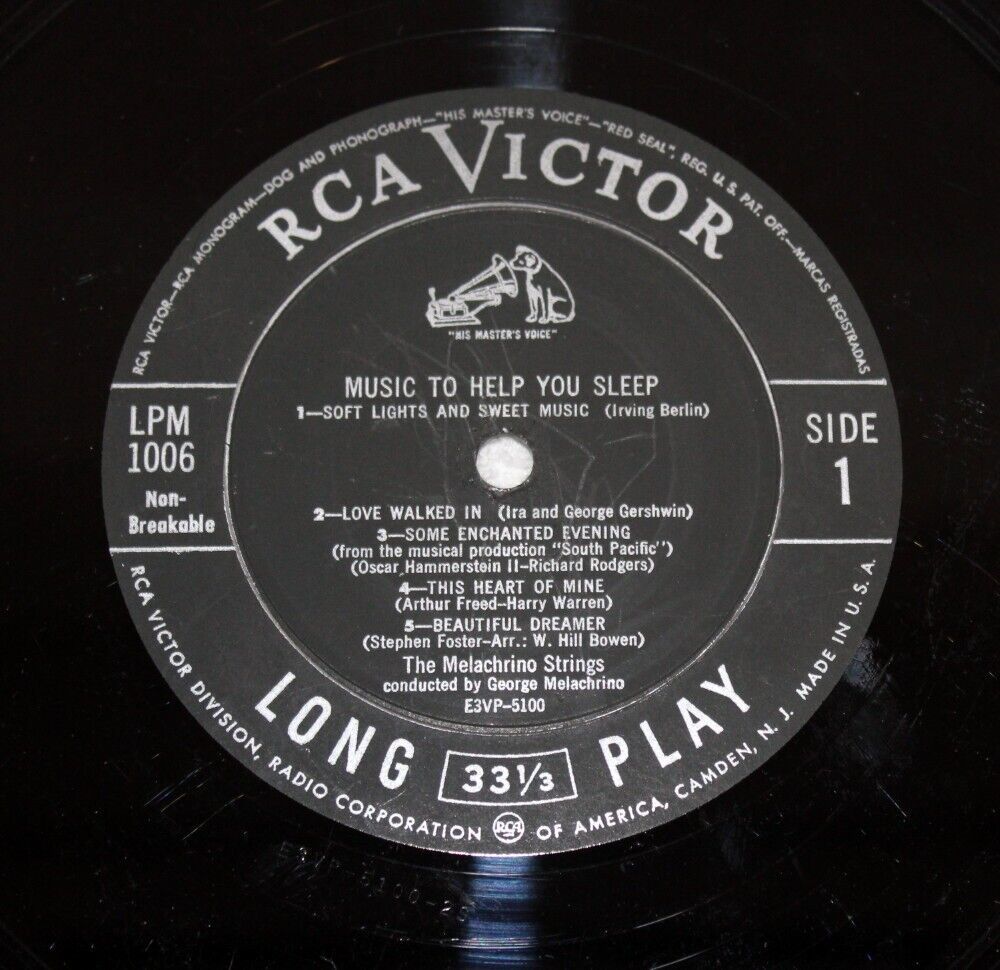 RCA VICTOR—RCA MONOGRAM—DOG AND PHONOGRAPH—"HIS MASTER'S VOICE"—"RED SEAL", REG. U. S. PAT. OFF.—MARCAS REGISTRADAS
RCA VICTOR
"HIS MASTER'S VOICE"
MUSIC TO HELP YOU SLEEP
1—SOFT LIGHTS AND SWEET MUSIC (Irving Berlin)
LPM
1006
Non-
Breakable
SIDE
1
2—LOVE WALKED IN (Ira and George Gershwin)
3—SOME ENCHANTED EVENING
(from the musical production "South Pacific")
(Oscar Hammerstein II-Richard Rodgers)
4—THIS HEART OF MINE
(Arthur Freed-Harry Warren)
5—BEAUTIFUL DREAMER
(Stephen Foster-Arr.: W. Hill Bowen)
The Melachrino Strings
conducted by George Melachrino
E3VP-5100
LONG 33 1/3 PLAY
RCA VICTOR DIVISION, RADIO CORPORATION RCA OF AMERICA, CAMDEN, N. J. MADE IN U. S. A.